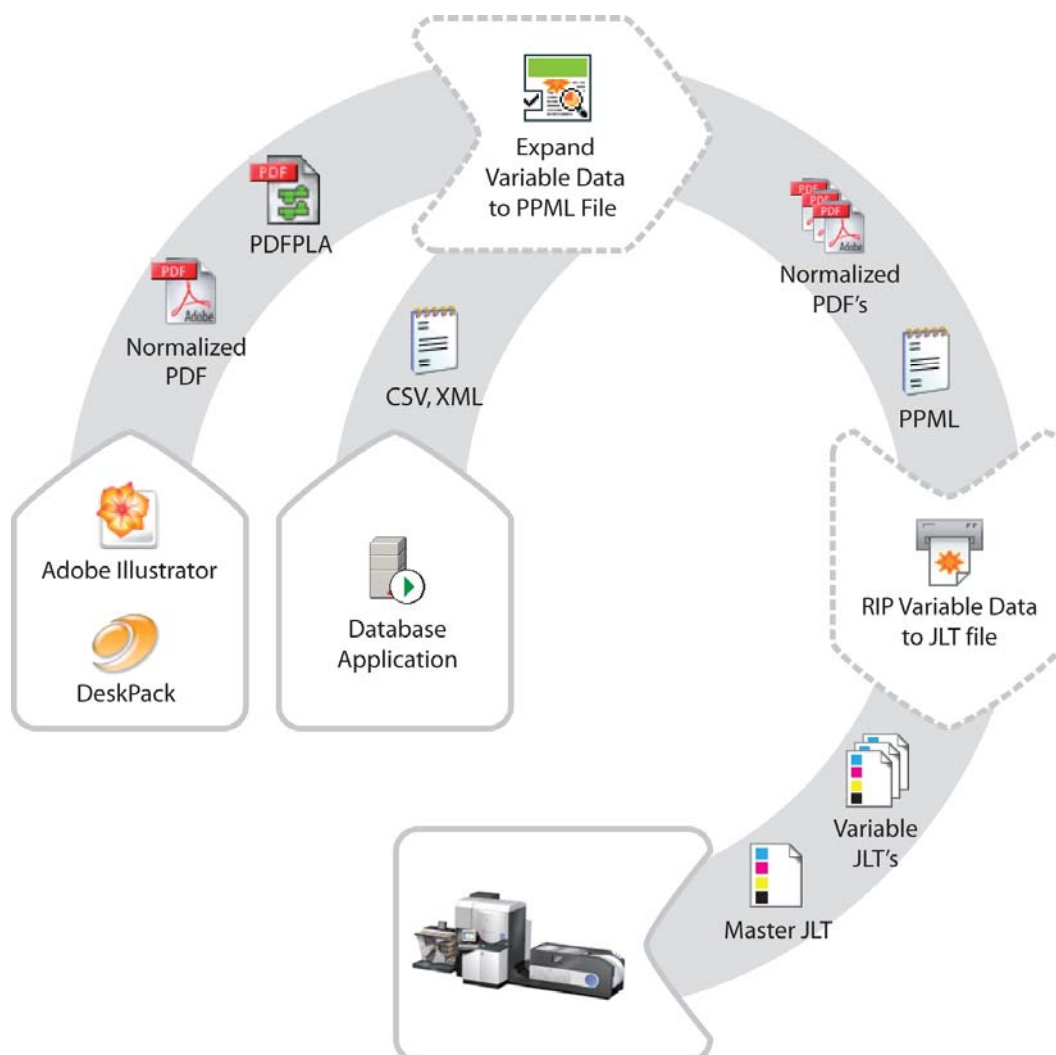 Expand
Variable Data
to PPML File
PDF
PDFPLA
PDF
Adobe
Normalized
PDF
CSV, XML
PDF
PDF
PDF
Adobe
Normalized
PDF's
PPML
Adobe Illustrator
DeskPack
Database
Application
RIP Variable Data
to JLT file
Variable
JLT's
Master JLT